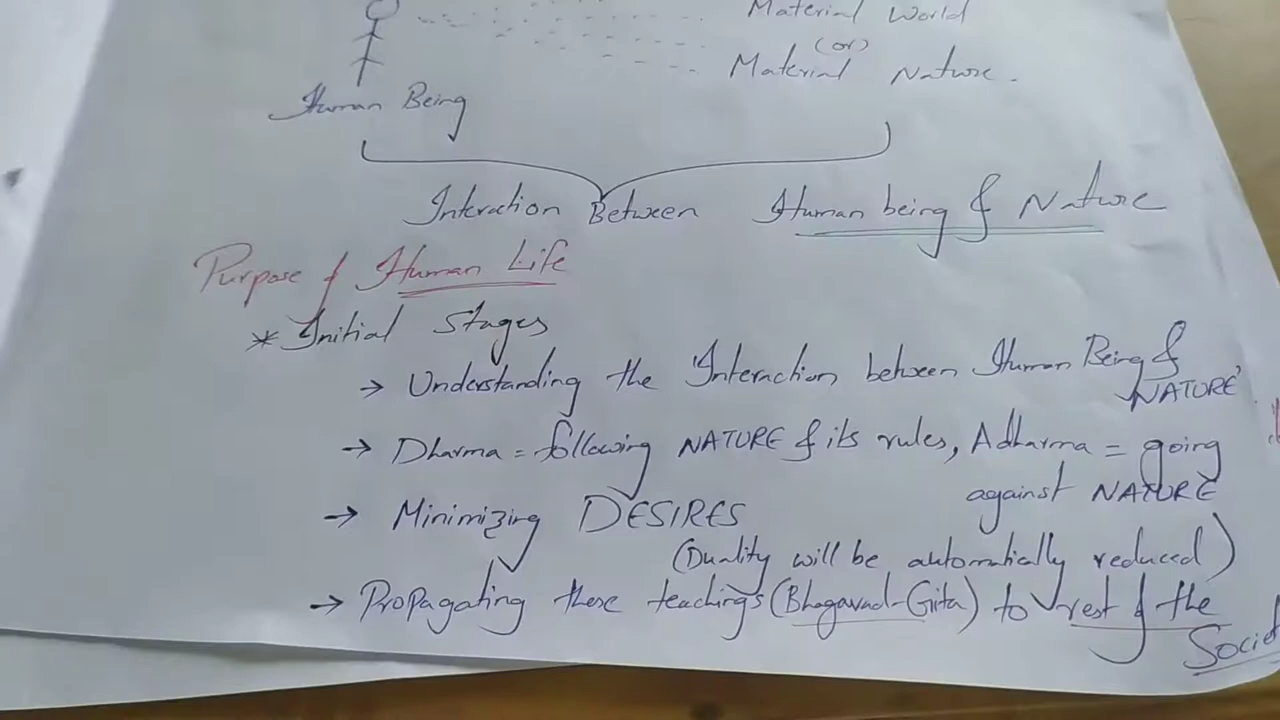 Material World
(or)
Material Nature.
Human Being
Interaction Between Human being & Nature
Purpose of Human Life
* Initial Stages
→ Understanding the Interaction between Human Being &
NATURE
→ Dharma = following NATURE & its rules, Adharma = going
against NATURE
→ Minimizing DESIRES
(Duality will be automatically reduced)
→ Propagating these teachings (Bhagavad-Gita) to rest of the